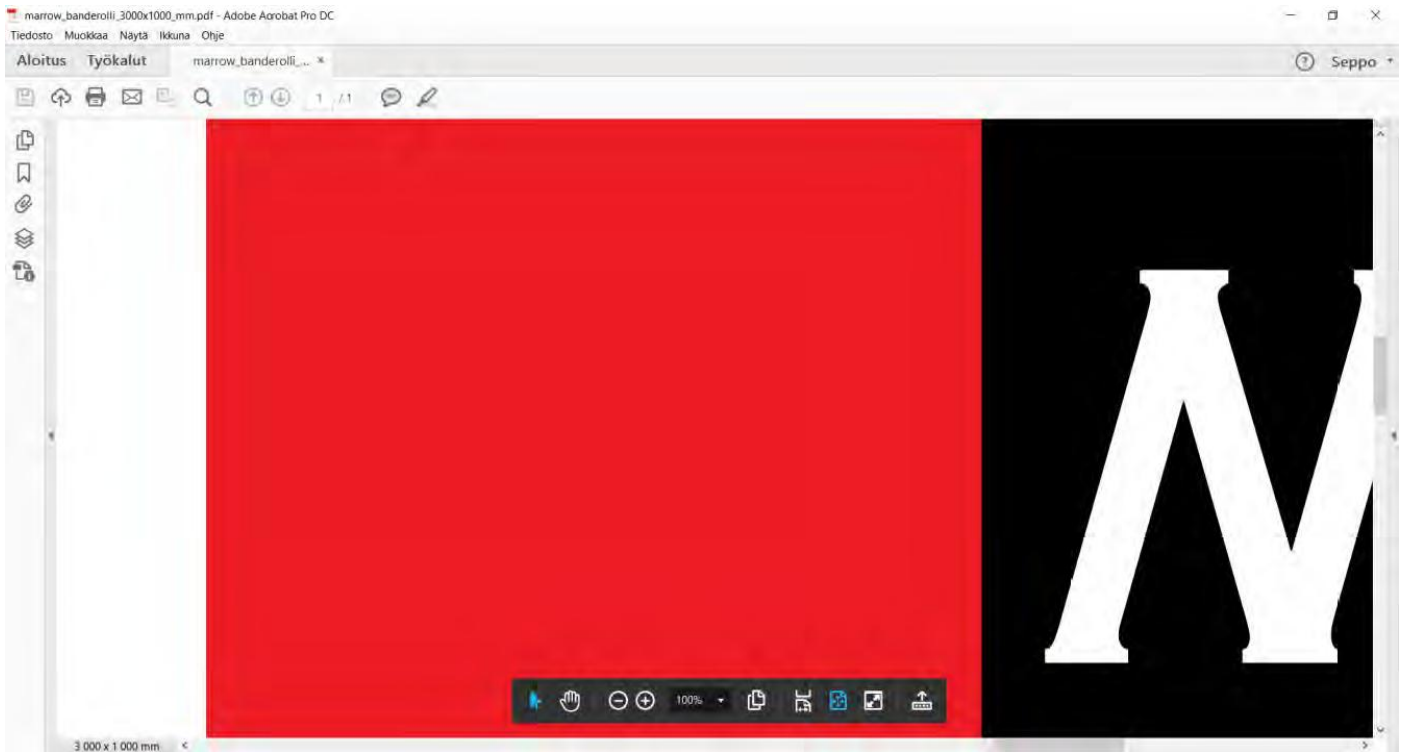 marrow_banderolli_3000x1000_mm.pdf - Adobe Acrobat Pro DC
Tiedosto Muokkaa Näytä Ikkuna Ohje
Aloitus Työkalut marrow_banderolli_... × Seppo
1 / 1
M
100%
3 000 x 1 000 mm